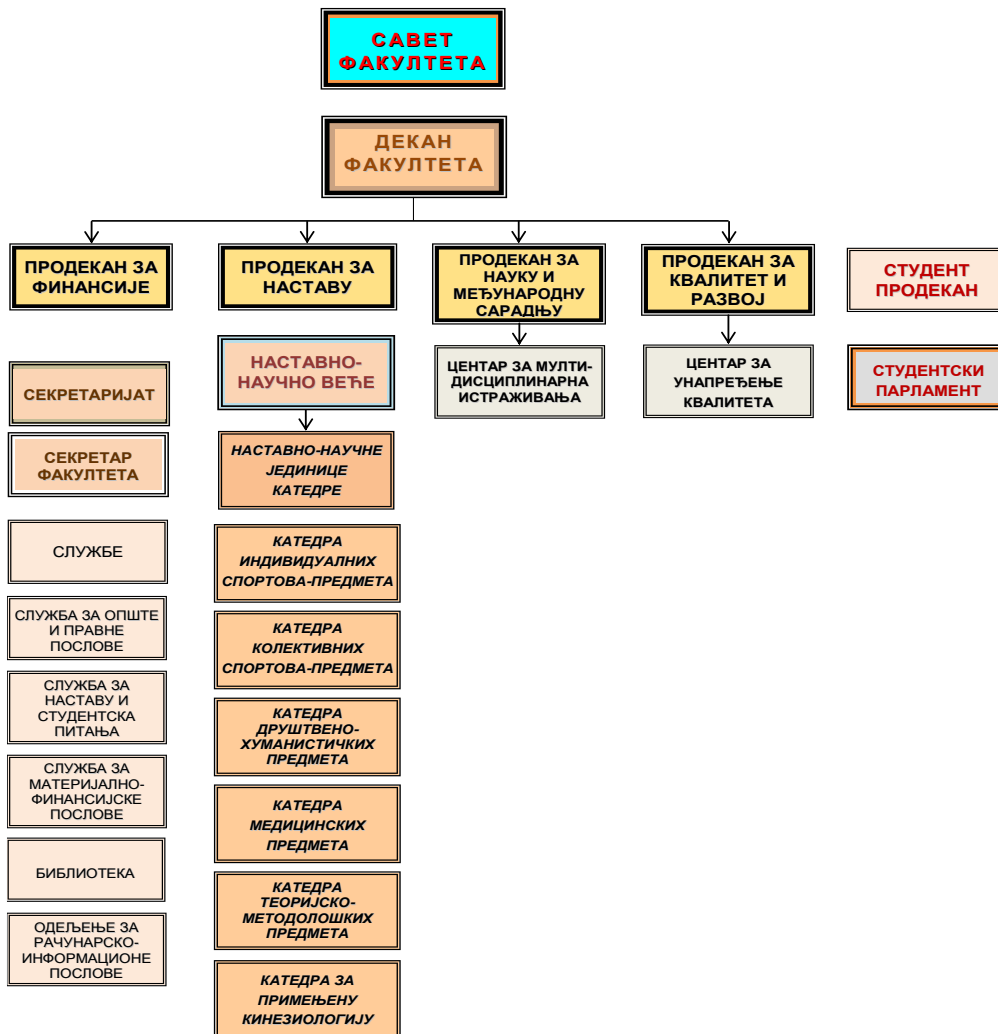 САВЕТ
ФАКУЛТЕТА
ДЕКАН
ФАКУЛТЕТА
ПРОДЕКАН ЗА
ФИНАНСИЈЕ
ПРОДЕКАН ЗА
НАСТАВУ
ПРОДЕКАН ЗА
НАУКУ И
МЕЂУНАРОДНУ
САРАДЊУ
ПРОДЕКАН ЗА
КВАЛИТЕТ И
РАЗВОЈ
СТУДЕНТ
ПРОДЕКАН
СЕКРЕТАРИЈАТ
НАСТАВНО-
НАУЧНО ВЕЋЕ
ЦЕНТАР ЗА МУЛТИ-
ДИСЦИПЛИНАРНА
ИСТРАЖИВАЊА
ЦЕНТАР ЗА
УНАПРЕЂЕЊЕ
КВАЛИТЕТА
СТУДЕНТСКИ
ПАРЛАМЕНТ
СЕКРЕТАР
ФАКУЛТЕТА
НАСТАВНО-НАУЧНЕ
ЈЕДИНИЦЕ
КАТЕДРЕ
СЛУЖБЕ
КАТЕДРА
ИНДИВИДУАЛНИХ
СПОРТОВА-ПРЕДМЕТА
СЛУЖБА ЗА ОПШТЕ
И ПРАВНЕ
ПОСЛОВЕ
КАТЕДРА
КОЛЕКТИВНИХ
СПОРТОВА-ПРЕДМЕТА
СЛУЖБА ЗА
НАСТАВУ И
СТУДЕНТСКА
ПИТАЊА
КАТЕДРА
ДРУШТВЕНО-
ХУМАНИСТИЧКИХ
ПРЕДМЕТА
СЛУЖБА ЗА
МАТЕРИЈАЛНО-
ФИНАНСИЈСКЕ
ПОСЛОВЕ
КАТЕДРА
МЕДИЦИНСКИХ
ПРЕДМЕТА
БИБЛИОТЕКА
КАТЕДРА
ТЕОРИЈСКО-
МЕТОДОЛОШКИХ
ПРЕДМЕТА
ОДЕЉЕЊЕ ЗА
РАЧУНАРСКО-
ИНФОРМАЦИОНЕ
ПОСЛОВЕ
КАТЕДРА ЗА
ПРИМЕЊЕНУ
КИНЕЗИОЛОГИЈУ